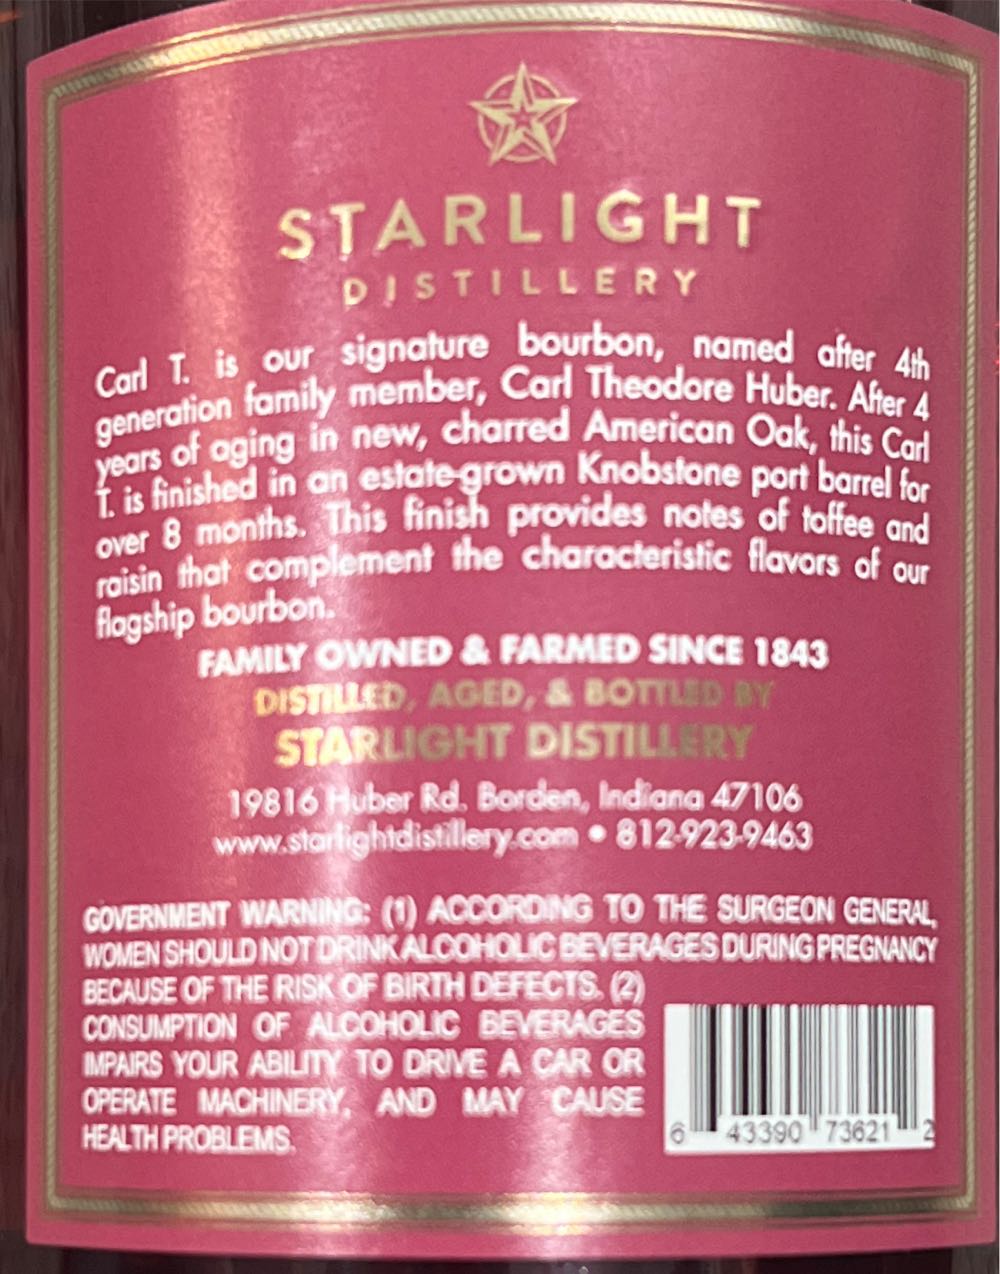 STARLIGHT
DISTILLERY
Carl T. is our signature bourbon, named after 4th
generation family member, Carl Theodore Huber. After 4
years of aging in new, charred American Oak, this Carl
T. is finished in an estate-grown Knobstone port barrel for
over 8 months. This finish provides notes of toffee and
raisin that complement the characteristic flavors of our
flagship bourbon.
FAMILY OWNED & FARMED SINCE 1843
DISTILLED, AGED, & BOTTLED BY
STARLIGHT DISTILLERY
19816 Huber Rd. Borden, Indiana 47106
www.starlightdistillery.com • 812-923-9463
GOVERNMENT WARNING: (1) ACCORDING TO THE SURGEON GENERAL,
WOMEN SHOULD NOT DRINK ALCOHOLIC BEVERAGES DURING PREGNANCY
BECAUSE OF THE RISK OF BIRTH DEFECTS. (2)
CONSUMPTION OF ALCOHOLIC BEVERAGES
IMPAIRS YOUR ABILITY TO DRIVE A CAR OR
OPERATE MACHINERY, AND MAY CAUSE
HEALTH PROBLEMS.
6 43390 73621 2